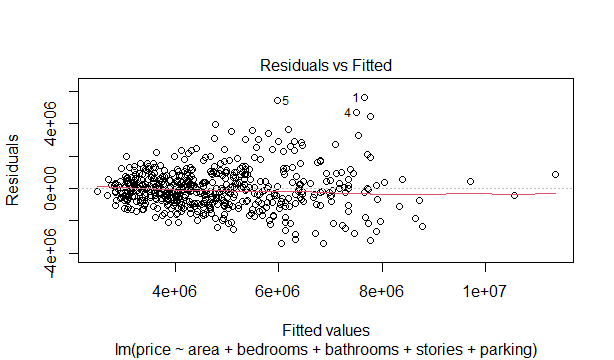 Residuals vs Fitted
Residuals
4e+06
0e+00
-4e+06
5
1
4
4e+06
6e+06
8e+06
1e+07
Fitted values
lm(price ~ area + bedrooms + bathrooms + stories + parking)